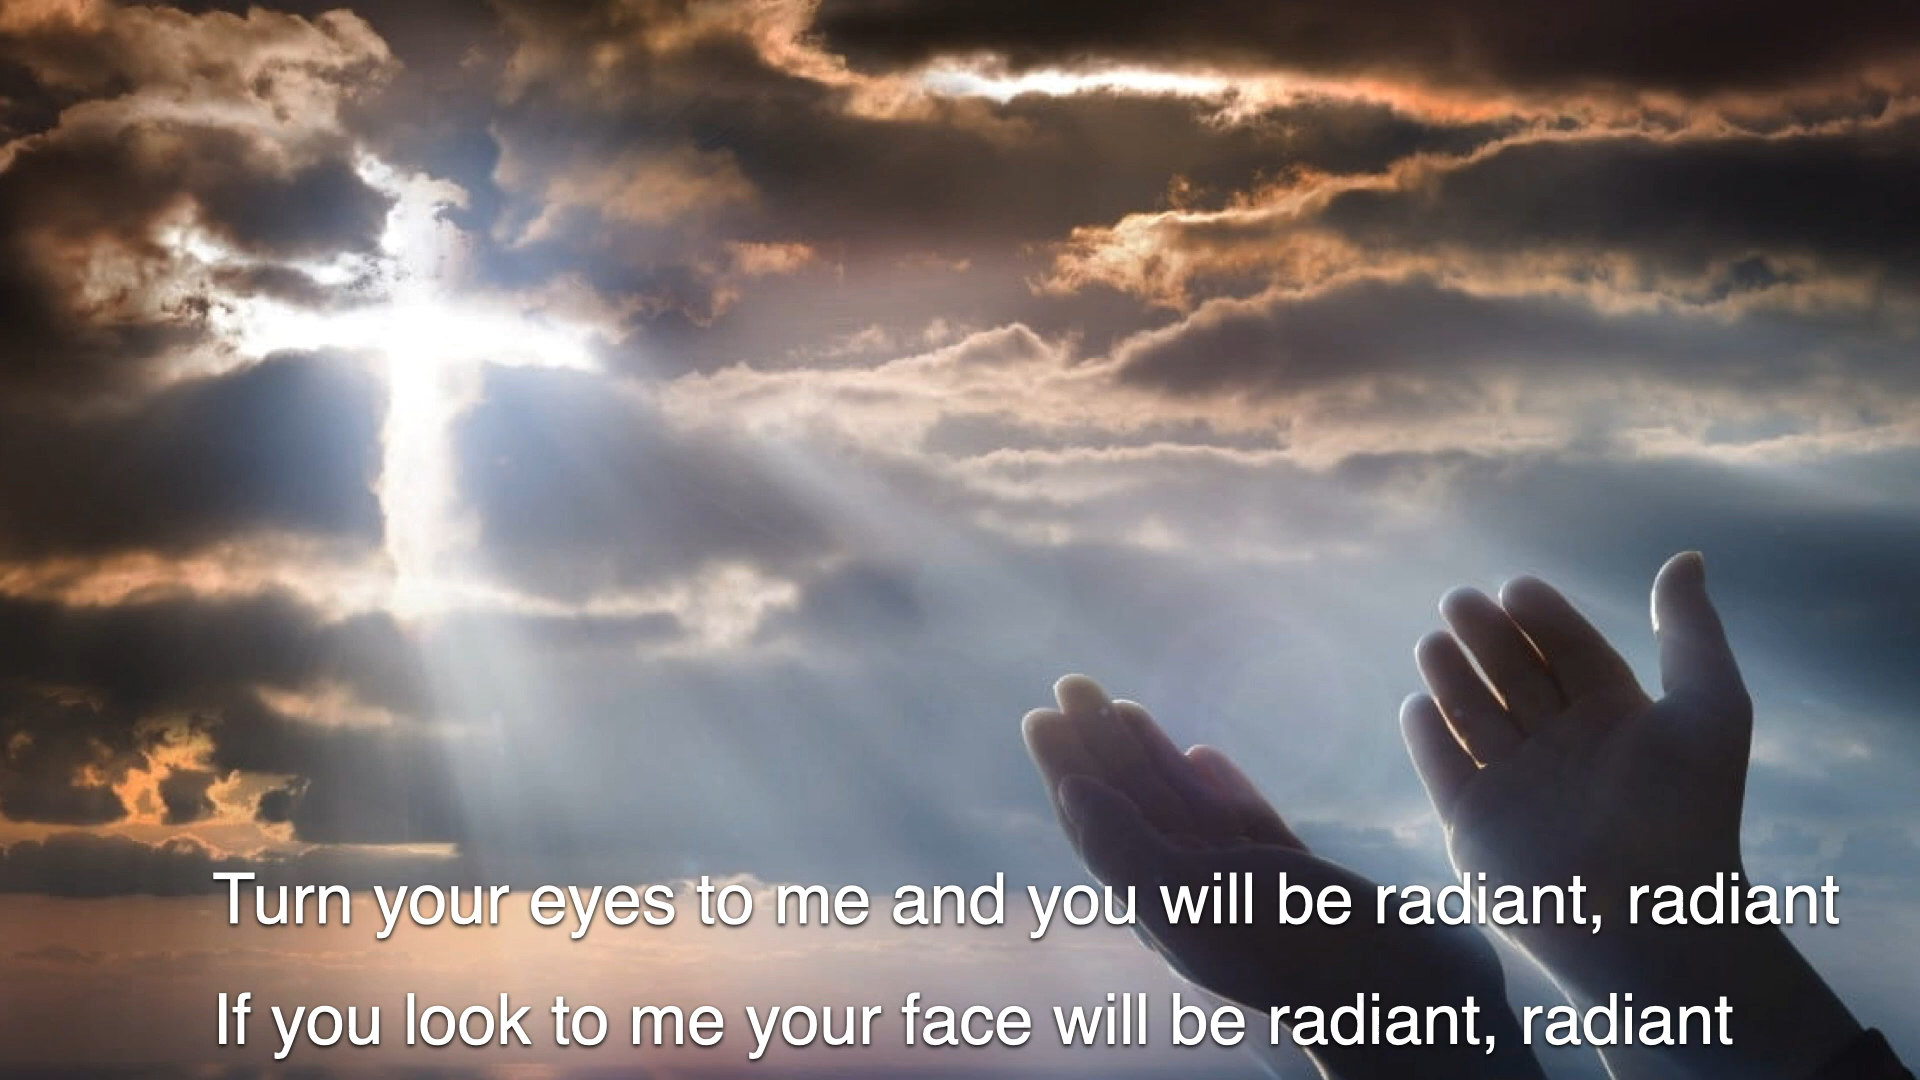 Turn your eyes to me and you will be radiant, radiant
If you look to me your face will be radiant, radiant